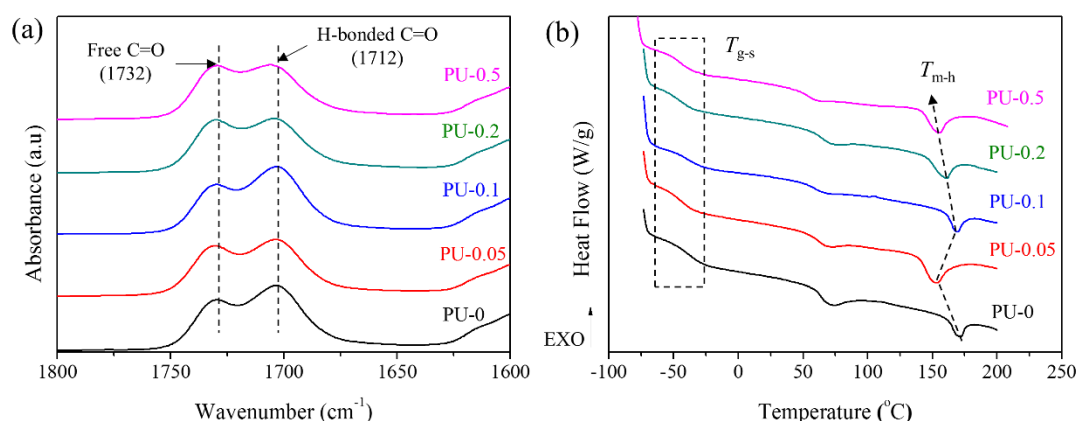 (a)
Free C=O
(1732)
H-bonded C=O
(1712)
PU-0.5
PU-0.2
PU-0.1
PU-0.05
PU-0
Absorbance (a.u)
1800
1750
1700
1650
1600
Wavenumber (cm⁻¹)
(b)
Tg-s
Tm-h
PU-0.5
PU-0.2
PU-0.1
PU-0.05
PU-0
Heat Flow (W/g)
EXO
-100
-50
0
50
100
150
200
250
Temperature (°C)